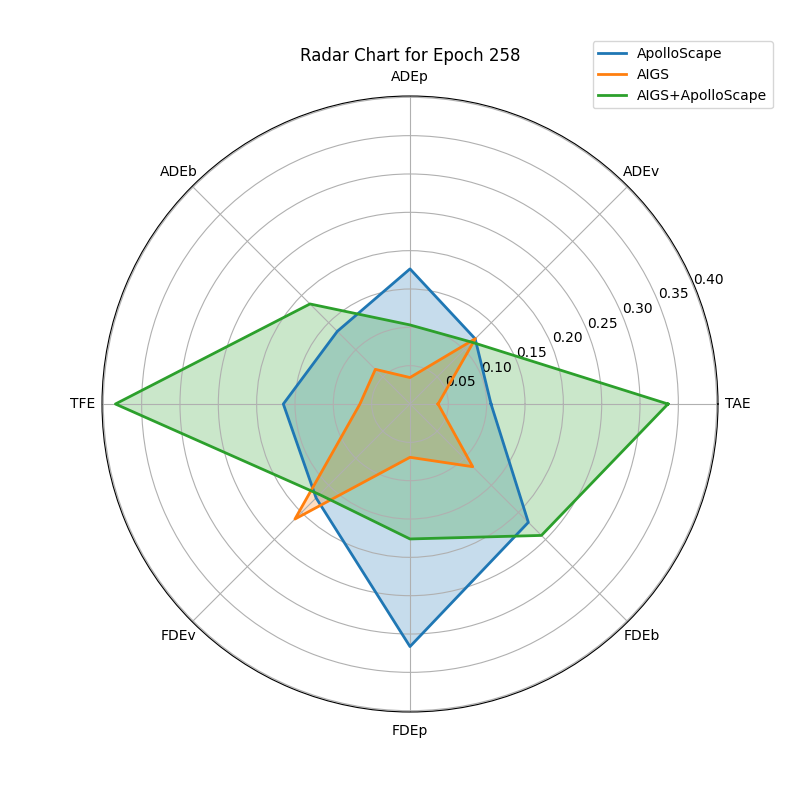 Radar Chart for Epoch 258
ApolloScape
AIGS
AIGS+ApolloScape
ADEp
ADEb
ADEv
0.40
0.35
0.30
0.25
0.20
0.15
0.10
0.05
TFE
TAE
FDEv
FDEb
FDEp